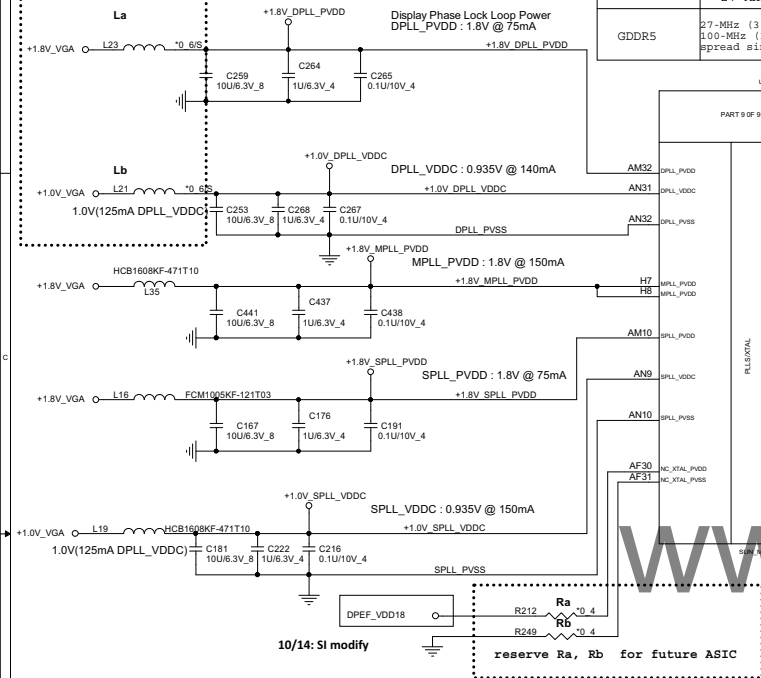 La
+1.8V_DPLL_PVDD
Display Phase Lock Loop Power
DPLL_PVDD : 1.8V @ 75mA
+1.8V_VGA
L23
*0_6/S
+1.8V_DPLL_PVDD
C259
10U/6.3V_8
C264
1U/6.3V_4
C265
0.1U/10V_4
GDDR5
27-MHz (3
100-MHz (
spread si
PART 9 0F 9
Lb
+1.0V_DPLL_VDDC
DPLL_VDDC : 0.935V @ 140mA
+1.0V_VGA
L21
*0_6/S
+1.0V_DPLL_VDDC
1.0V(125mA DPLL_VDDC)
C253
10U/6.3V_8
C268
1U/6.3V_4
C267
0.1U/10V_4
DPLL_PVSS
AM32
DPLL_PVDD
AN31
DPLL_VDDC
AN32
DPLL_PVSS
+1.8V_MPLL_PVDD
MPLL_PVDD : 1.8V @ 150mA
HCB1608KF-471T10
+1.8V_VGA
L35
+1.8V_MPLL_PVDD
C441
10U/6.3V_8
C437
1U/6.3V_4
C438
0.1U/10V_4
H7
MPLL_PVDD
H8
MPLL_PVDD
AM10
SPLL_PVDD
PLLS/XTAL
C
+1.8V_SPLL_PVDD
SPLL_PVDD : 1.8V @ 75mA
+1.8V_VGA
L16
FCM1005KF-121T03
+1.8V_SPLL_PVDD
C167
10U/6.3V_8
C176
1U/6.3V_4
C191
0.1U/10V_4
AN9
SPLL_VDDC
AN10
SPLL_PVSS
AF30
NC_XTAL_PVDD
AF31
NC_XTAL_PVSS
+1.0V_SPLL_VDDC
SPLL_VDDC : 0.935V @ 150mA
+1.0V_VGA
L19
HCB1608KF-471T10
+1.0V_SPLL_VDDC
1.0V(125mA DPLL_VDDC)
C181
10U/6.3V_8
C222
1U/6.3V_4
C216
0.1U/10V_4
SPLL_PVSS
DPEF_VDD18
R212
Ra
*0_4
R249
Rb
*0_4
10/14: SI modify
reserve Ra, Rb for future ASIC